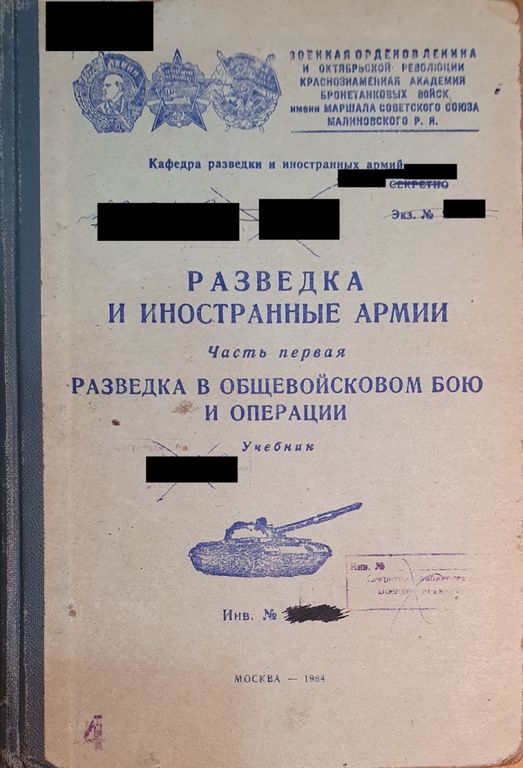 ВОЕННАЯ ОРДЕНОВ ЛЕНИНА
И ОКТЯБРЬСКОЙ РЕВОЛЮЦИИ
КРАСНОЗНАМЕННАЯ АКАДЕМИЯ
БРОНЕТАНКОВЫХ ВОЙСК
имени МАРШАЛА СОВЕТСКОГО СОЮЗА
МАЛИНОВСКОГО Р. Я.
Кафедра разведки и иностранных армий
СЕКРЕТНО
Экз. №
РАЗВЕДКА
И ИНОСТРАННЫЕ АРМИИ
Часть первая
РАЗВЕДКА В ОБЩЕВОЙСКОВОМ БОЮ
И ОПЕРАЦИИ
Учебник
Инв. №
Инв. №
МОСКВА — 1984
4